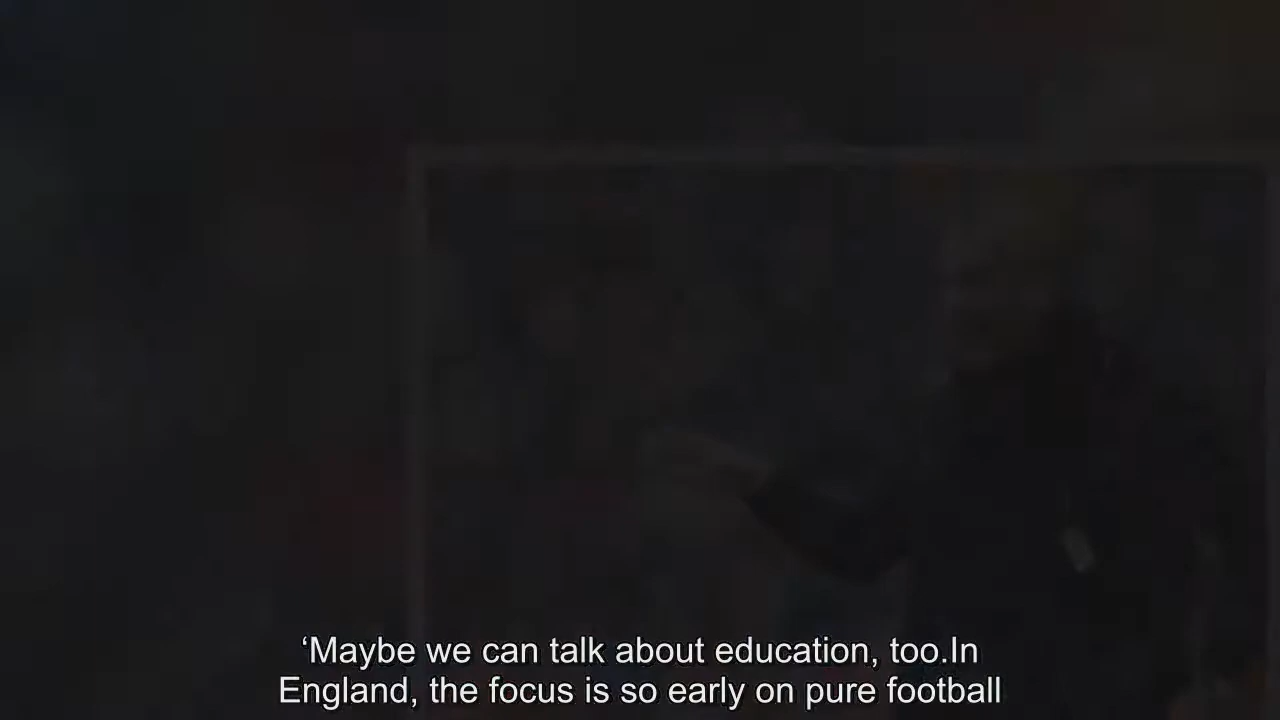 ‘Maybe we can talk about education, too.In
England, the focus is so early on pure football